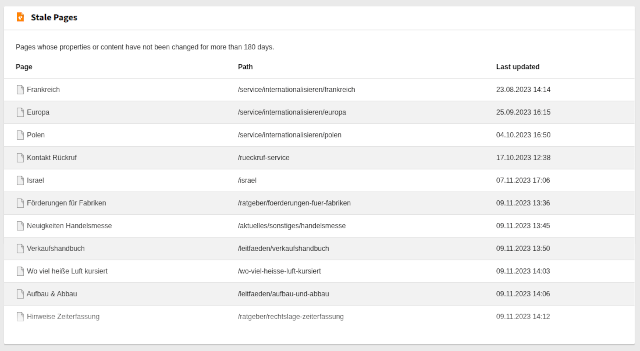 Stale Pages
Pages whose properties or content have not been changed for more than 180 days.
Page Path Last updated
Frankreich /service/internationalisieren/frankreich 23.08.2023 14:14
Europa /service/internationalisieren/europa 25.09.2023 16:15
Polen /service/internationalisieren/polen 04.10.2023 16:50
Kontakt Rückruf /rueckruf-service 17.10.2023 12:38
Israel /israel 07.11.2023 17:06
Förderungen für Fabriken /ratgeber/foerderungen-fuer-fabriken 09.11.2023 13:36
Neuigkeiten Handelsmesse /aktuelles/sonstiges/handelsmesse 09.11.2023 13:45
Verkaufshandbuch /leitfaeden/verkaufshandbuch 09.11.2023 13:50
Wo viel heiße Luft kursiert /wo-viel-heisse-luft-kursiert 09.11.2023 14:03
Aufbau & Abbau /leitfaeden/aufbau-und-abbau 09.11.2023 14:06
Hinweise Zeiterfassung /ratgeber/rechtslage-zeiterfassung 09.11.2023 14:12